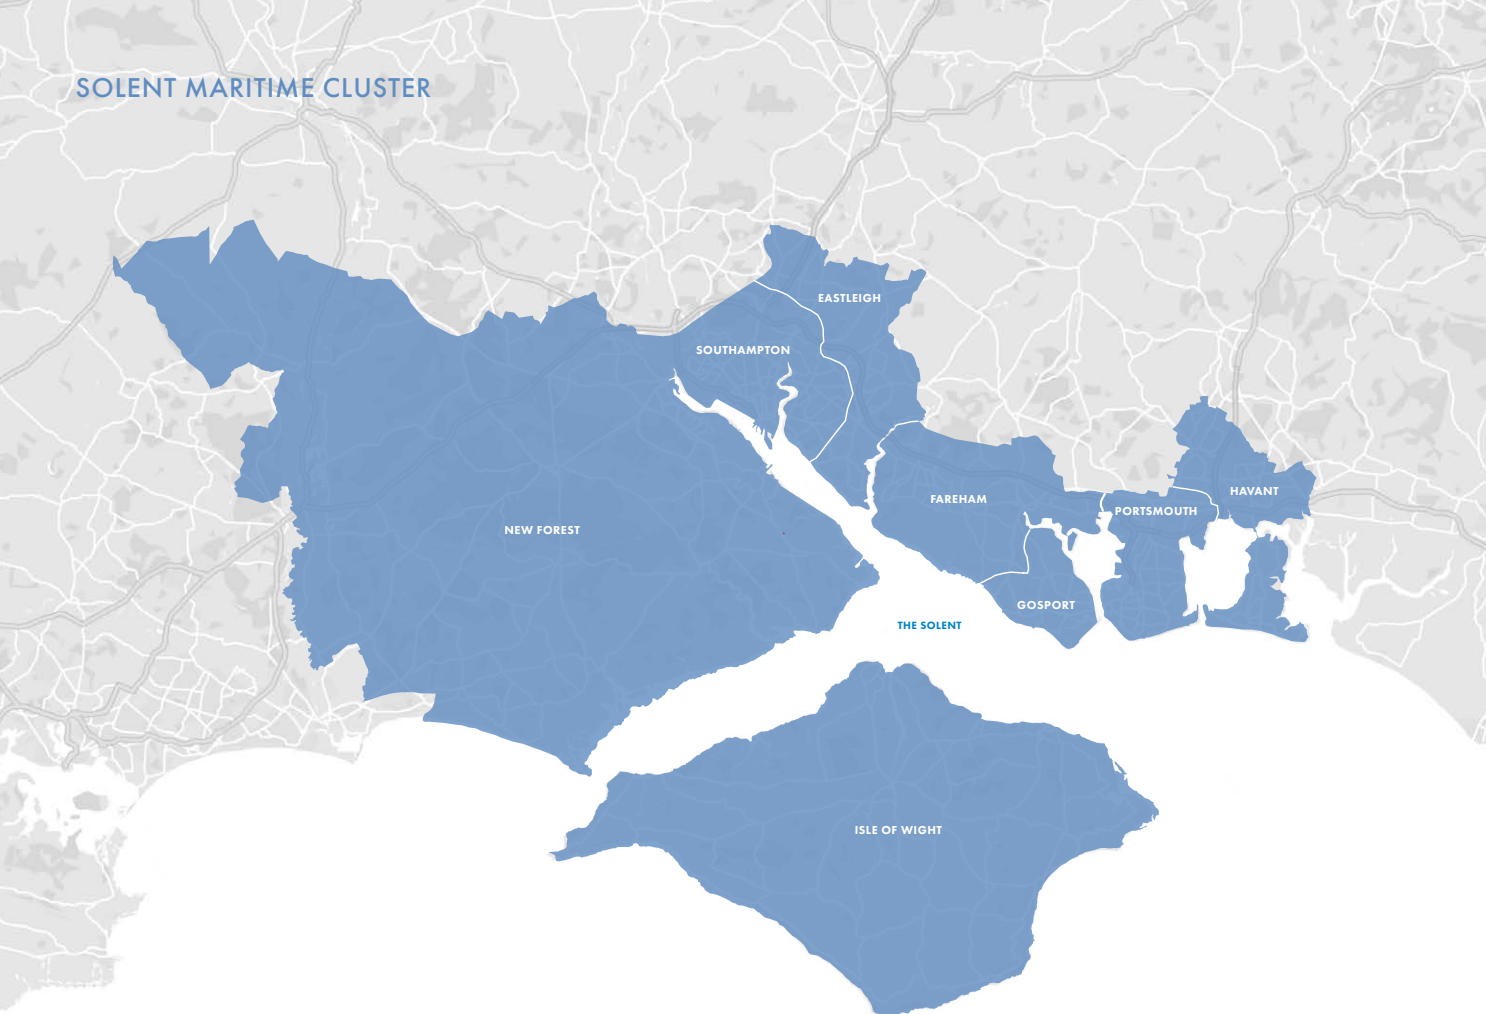 SOLENT MARITIME CLUSTER
EASTLEIGH
SOUTHAMPTON
HAVANT
FAREHAM
PORTSMOUTH
NEW FOREST
GOSPORT
THE SOLENT
ISLE OF WIGHT